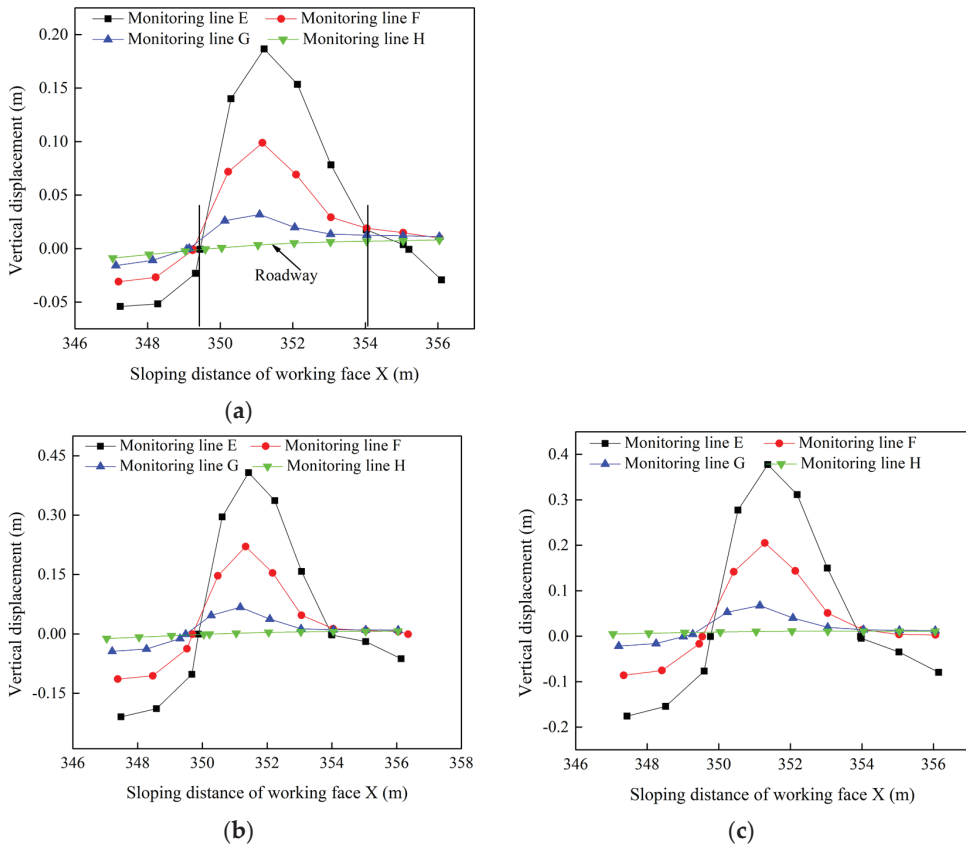 Monitoring line E Monitoring line F
Monitoring line G Monitoring line H
0.20
0.15
0.10
0.05
0.00
-0.05
Vertical displacement (m)
Roadway
346 348 350 352 354 356
Sloping distance of working face X (m)
(a)
Monitoring line E Monitoring line F
Monitoring line G Monitoring line H
0.45
0.30
0.15
0.00
-0.15
Vertical displacement (m)
346 348 350 352 354 356 358
Sloping distance of working face X (m)
(b)
Monitoring line E Monitoring line F
Monitoring line G Monitoring line H
0.4
0.3
0.2
0.1
0.0
-0.1
-0.2
Vertical displacement (m)
346 348 350 352 354 356
Sloping distance of working face X (m)
(c)